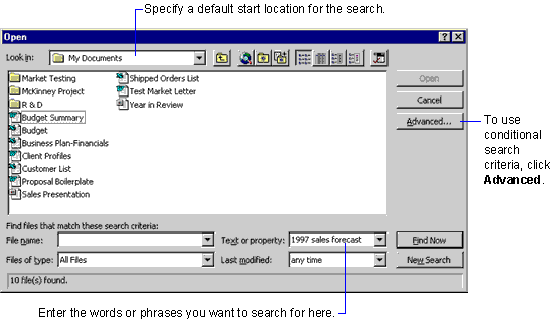 Specify a default start location for the search.
Open
Look in: My Documents
Market Testing
McKinney Project
R & D
Budget Summary
Budget
Business Plan-Financials
Client Profiles
Customer List
Proposal Boilerplate
Sales Presentation
Shipped Orders List
Test Market Letter
Year in Review
Open
Cancel
Advanced...
To use
conditional
search
criteria, click
Advanced.
Find files that match these search criteria:
File name: Text or property: 1997 sales forecast Find Now
Files of type: All Files Last modified: any time New Search
10 file(s) found.
Enter the words or phrases you want to search for here.